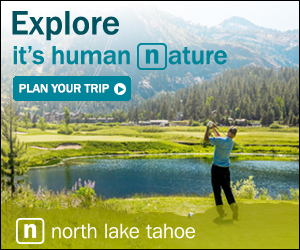 Explore
it's human nature
PLAN YOUR TRIP
n north lake tahoe